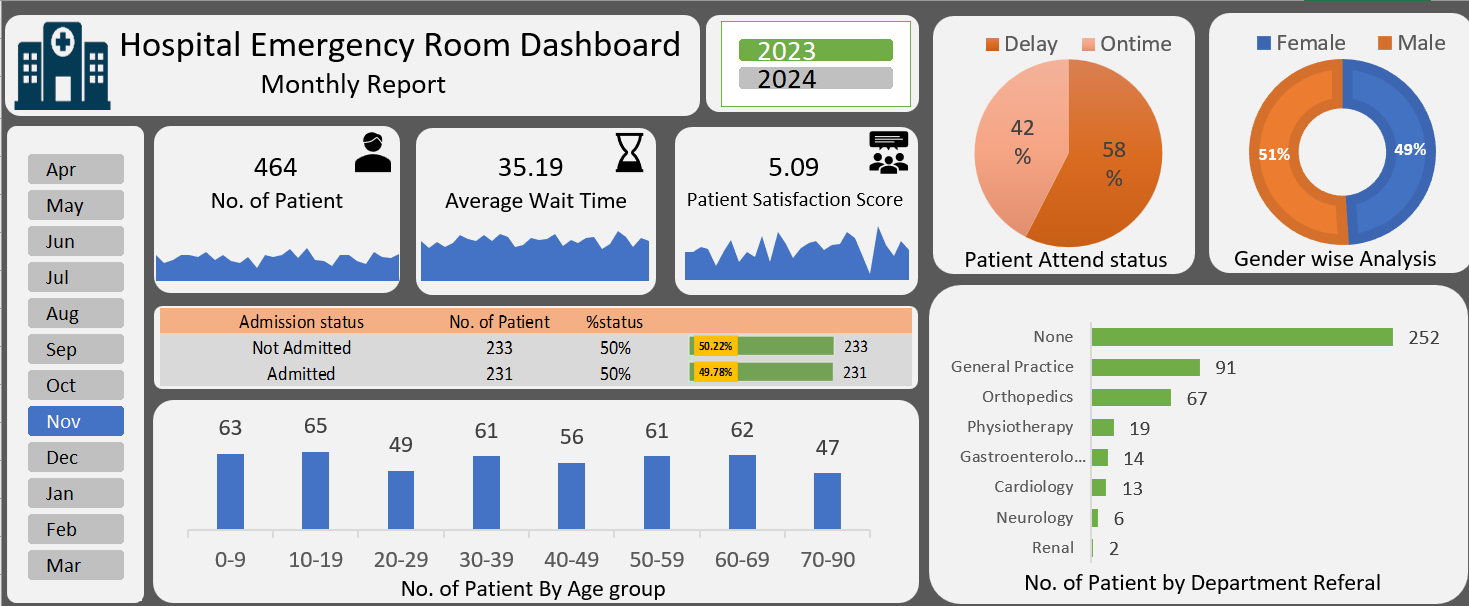 Hospital Emergency Room Dashboard
Monthly Report
2023
2024
Apr
May
Jun
Jul
Aug
Sep
Oct
Nov
Dec
Jan
Feb
Mar
464
No. of Patient
35.19
Average Wait Time
5.09
Patient Satisfaction Score
Delay Ontime
42
%
58
%
Patient Attend status
Female Male
51% 49%
Gender wise Analysis
Admission status No. of Patient %status
Not Admitted 233 50% 50.22% 233
Admitted 231 50% 49.78% 231
63 65 49 61 56 61 62 47
0-9 10-19 20-29 30-39 40-49 50-59 60-69 70-90
No. of Patient By Age group
None 252
General Practice 91
Orthopedics 67
Physiotherapy 19
Gastroenterolo... 14
Cardiology 13
Neurology 6
Renal 2
No. of Patient by Department Referal